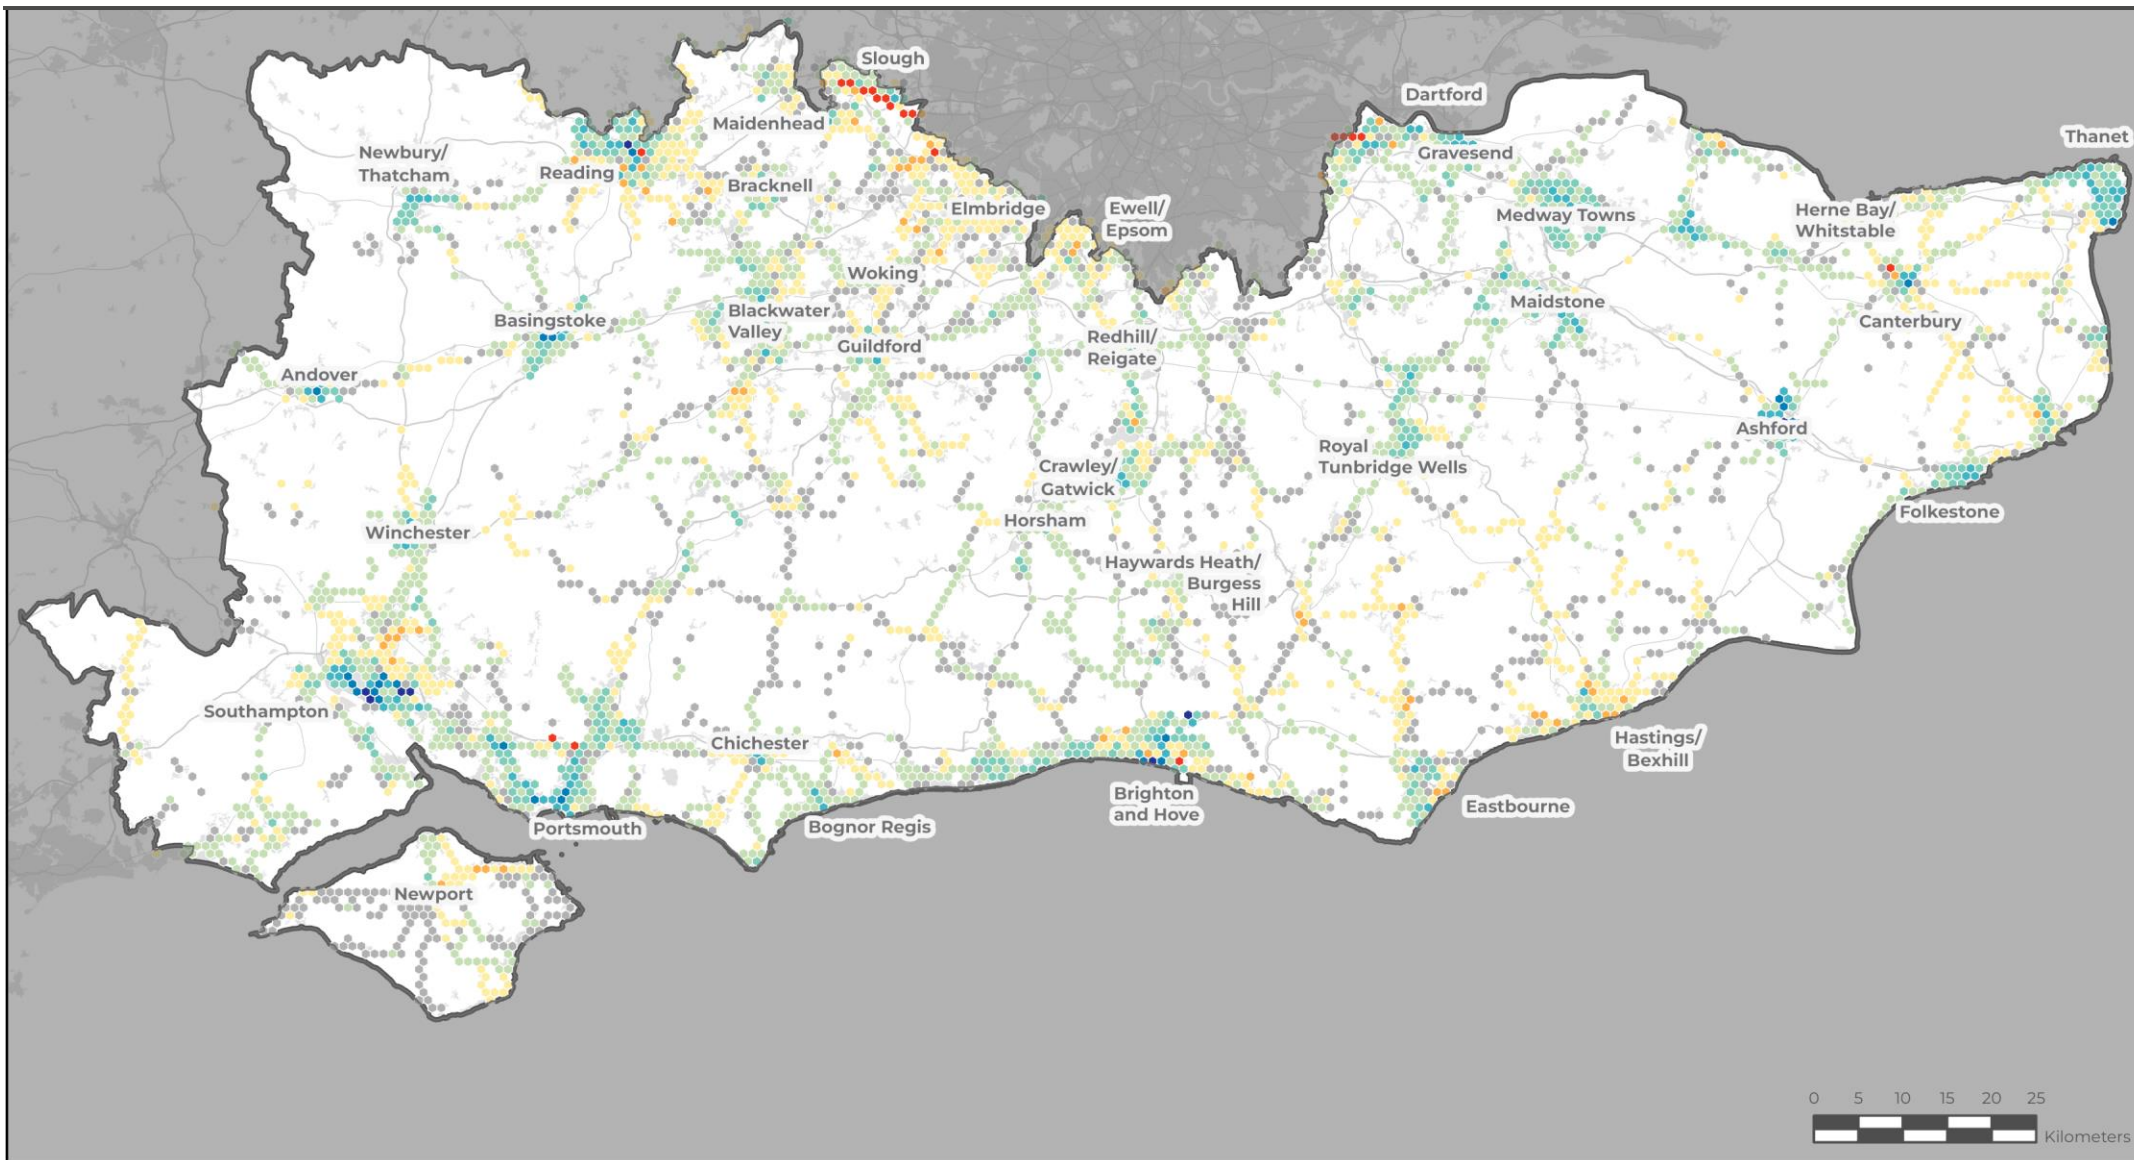 Slough
Dartford
Maidenhead
Thanet
Newbury/
Thatcham
Gravesend
Reading
Bracknell
Elmbridge
Ewell/
Epsom
Medway Towns
Herne Bay/
Whitstable
Woking
Maidstone
Basingstoke
Blackwater
Valley
Canterbury
Guildford
Redhill/
Reigate
Andover
Ashford
Royal
Tunbridge Wells
Crawley/
Gatwick
Folkestone
Horsham
Winchester
Haywards Heath/
Burgess
Hill
Southampton
Chichester
Hastings/
Bexhill
Brighton
and Hove
Eastbourne
Portsmouth
Bognor Regis
Newport
0 5 10 15 20 25
Kilometers